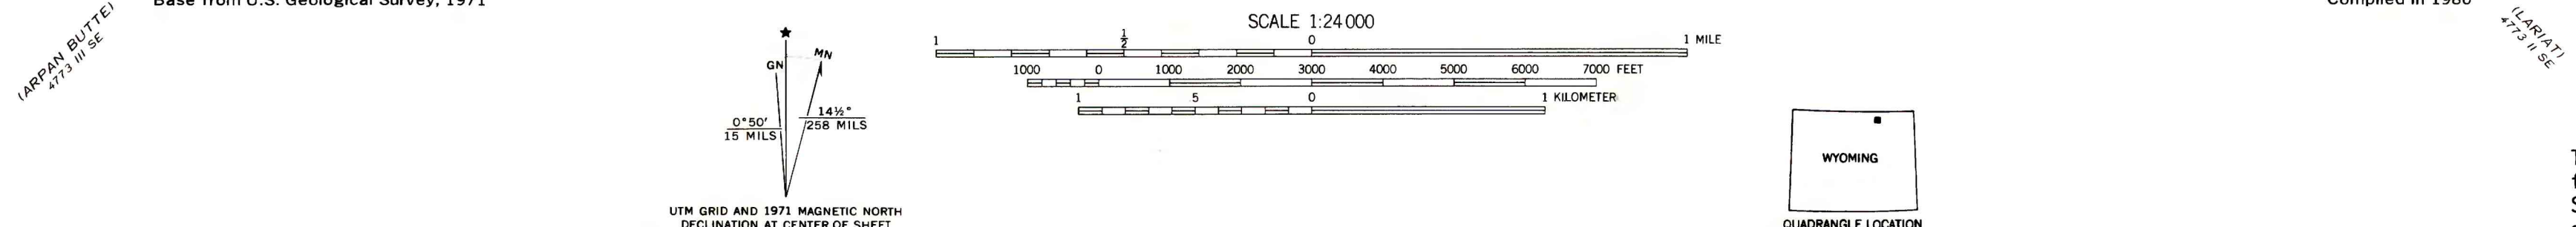 Base from U.S. Geological Survey, 1971
Compiled in 1980
(ARPAN BUTTE)
4773 III SE
(LARIAT)
4773 II SE
SCALE 1:24 000
1 1/2 0 1 MILE
1000 0 1000 2000 3000 4000 5000 6000 7000 FEET
1 5 0 1 KILOMETER
GN
MN
0°50′
15 MILS
14½°
258 MILS
UTM GRID AND 1971 MAGNETIC NORTH
DECLINATION AT CENTER OF SHEET
WYOMING
QUADRANGLE LOCATION